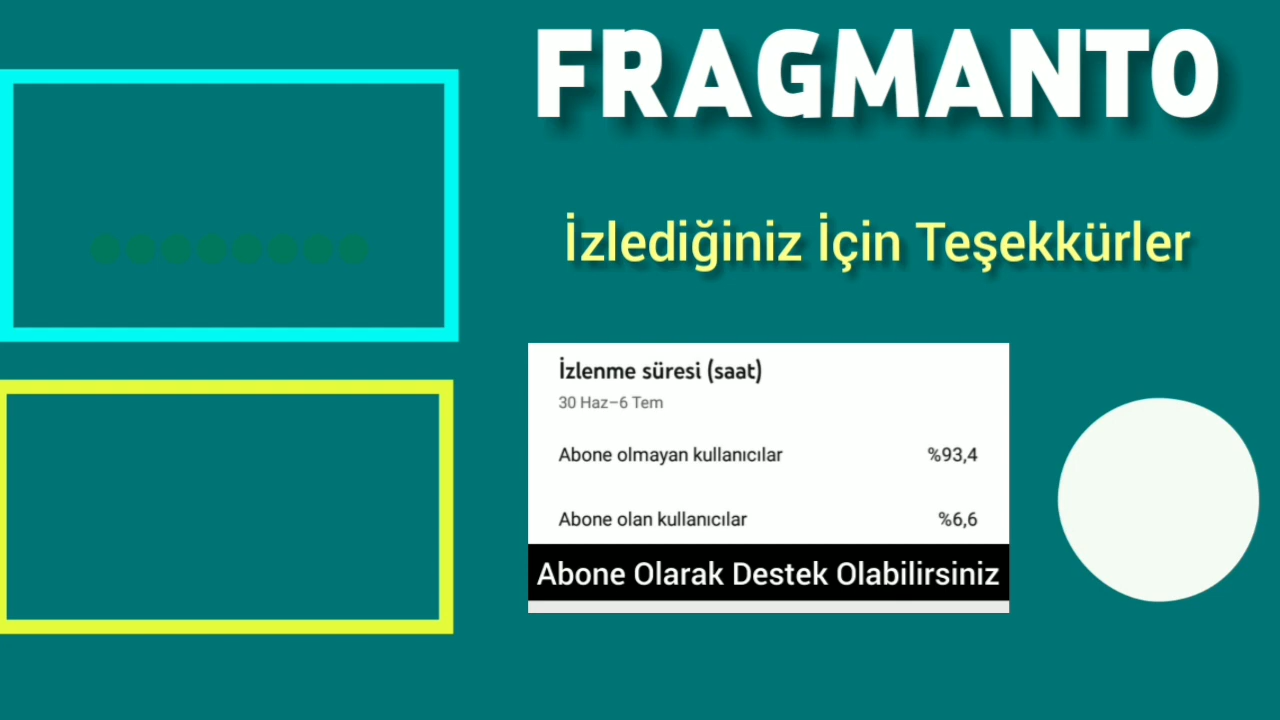 FRAGMANTO
İzlediğiniz İçin Teşekkürler
İzlenme süresi (saat)
30 Haz–6 Tem
Abone olmayan kullanıcılar %93,4
Abone olan kullanıcılar %6,6
Abone Olarak Destek Olabilirsiniz